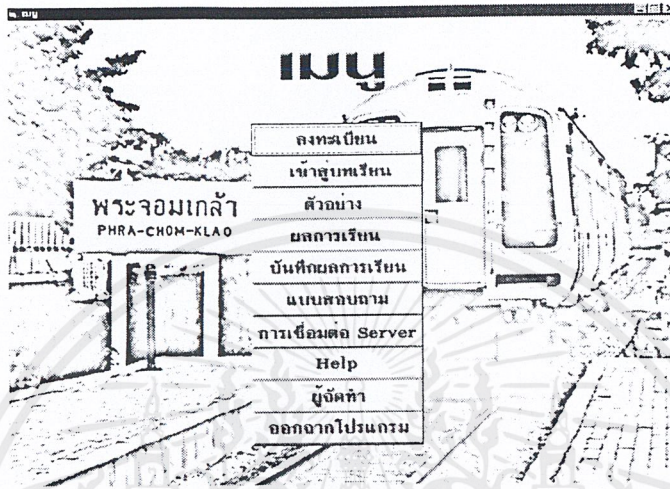 เมนู
เมนู
พระจอมเกล้า
PHRA-CHOM-KLAO
ลงทะเบียน
เข้าสู่บทเรียน
ตัวอย่าง
ผลการเรียน
บันทึกผลการเรียน
แบบสอบถาม
การเชื่อมต่อ Server
Help
ผู้จัดทำ
ออกจากโปรแกรม